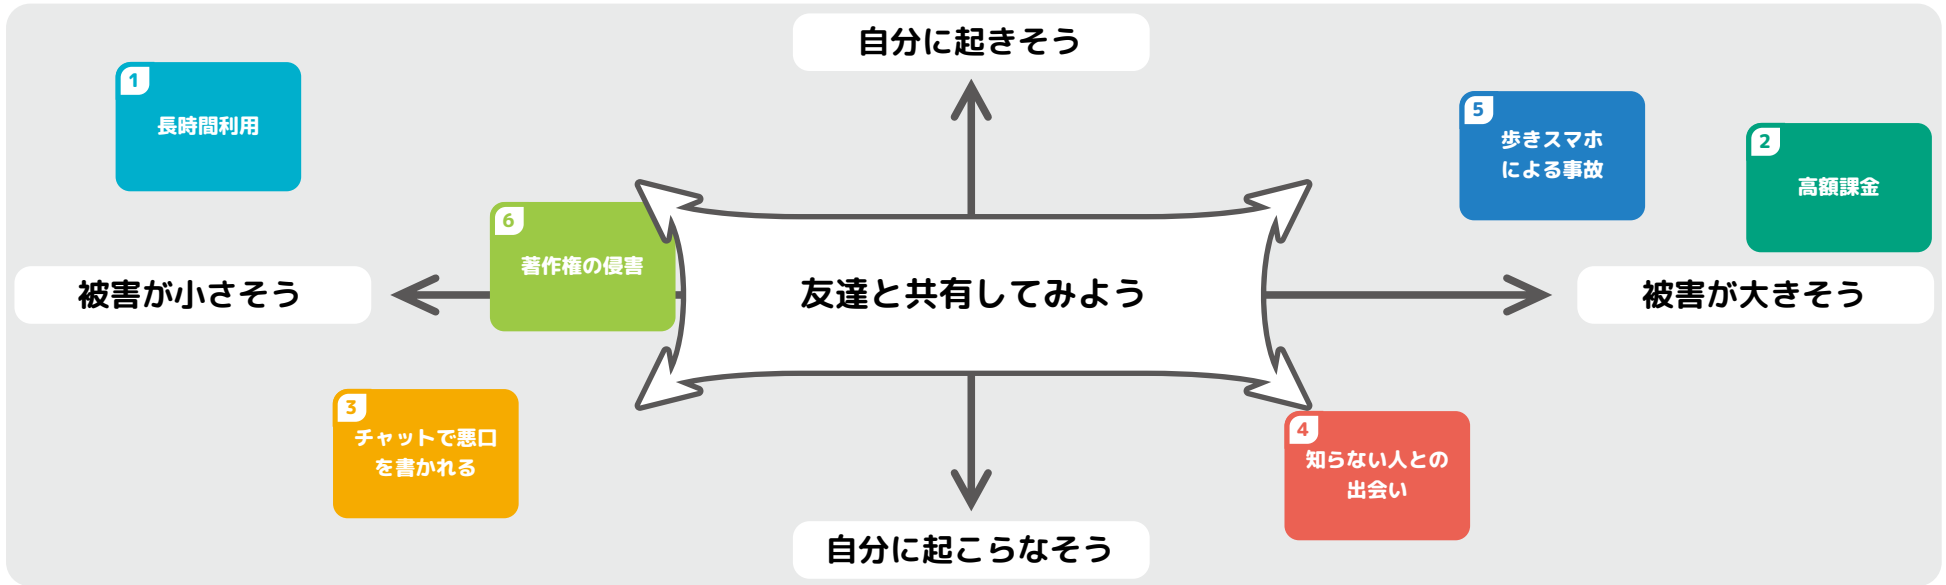 自分に起きそう
1
長時間利用
5
歩きスマホ
による事故
2
高額課金
6
著作権の侵害
被害が小さそう
友達と共有してみよう
被害が大きそう
3
チャットで悪口
を書かれる
4
知らない人との
出会い
自分に起こらなそう